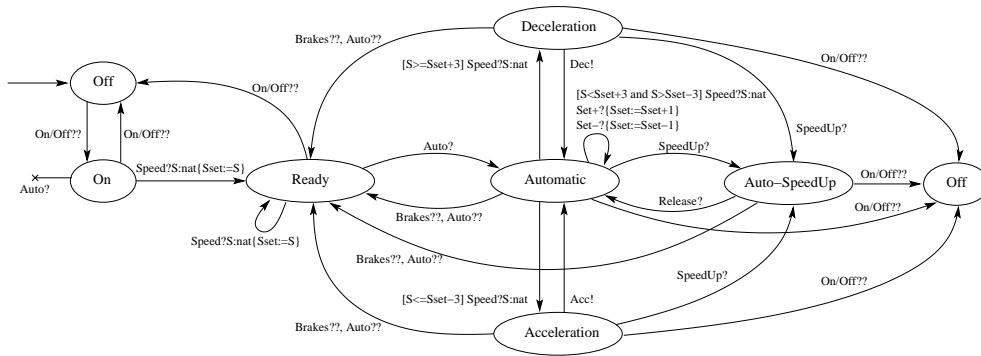 Deceleration
Brakes??, Auto??
[S>=Sset+3] Speed?S:nat
Dec!
On/Off??
Off
On/Off??
[S<Sset+3 and S>Sset−3] Speed?S:nat
Set+?{Sset:=Sset+1}
Set−?{Sset:=Sset−1}
SpeedUp?
On/Off??
On/Off??
Auto?
SpeedUp?
Speed?S:nat{Sset:=S}
On
Auto?
Ready
Automatic
Auto−SpeedUp
On/Off??
Off
Release?
Brakes??, Auto??
On/Off??
Speed?S:nat{Sset:=S}
Brakes??, Auto??
SpeedUp?
On/Off??
[S<=Sset−3] Speed?S:nat
Acc!
Brakes??, Auto??
Acceleration